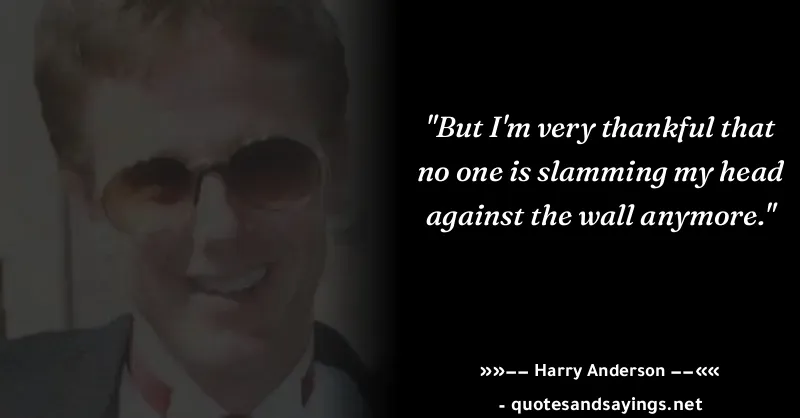 "But I'm very thankful that
no one is slamming my head
against the wall anymore."
»»−− Harry Anderson −−««
- quotesandsayings.net